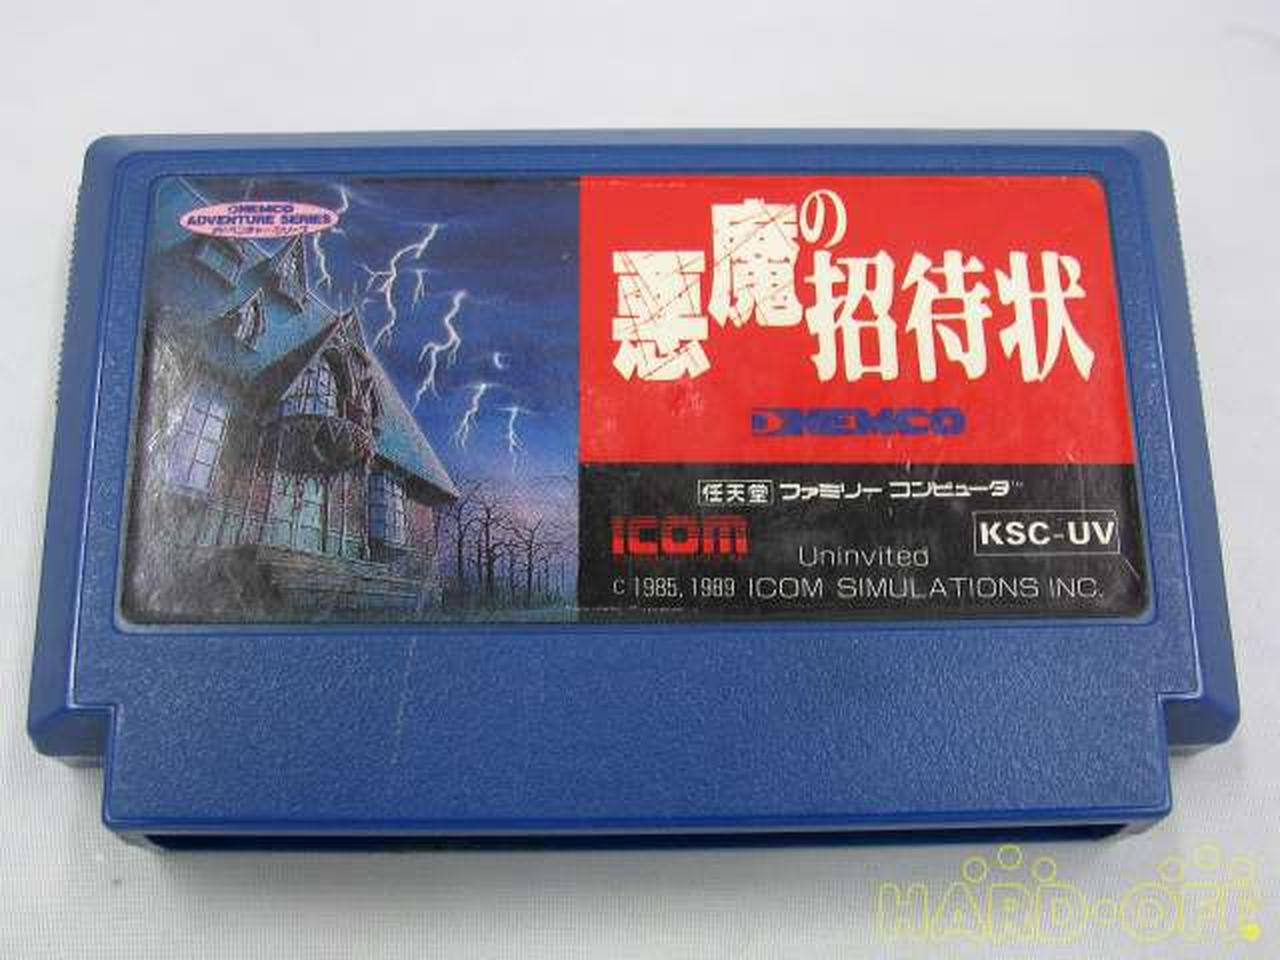 KEMCO
ADVENTURE SERIES
アドベンチャーシリーズ
悪魔の招待状
KEMCO
任天堂 ファミリーコンピュータ™
ICOM
KSC-UV
Uninvited
c 1985, 1989 ICOM SIMULATIONS INC.
HARD-OFF